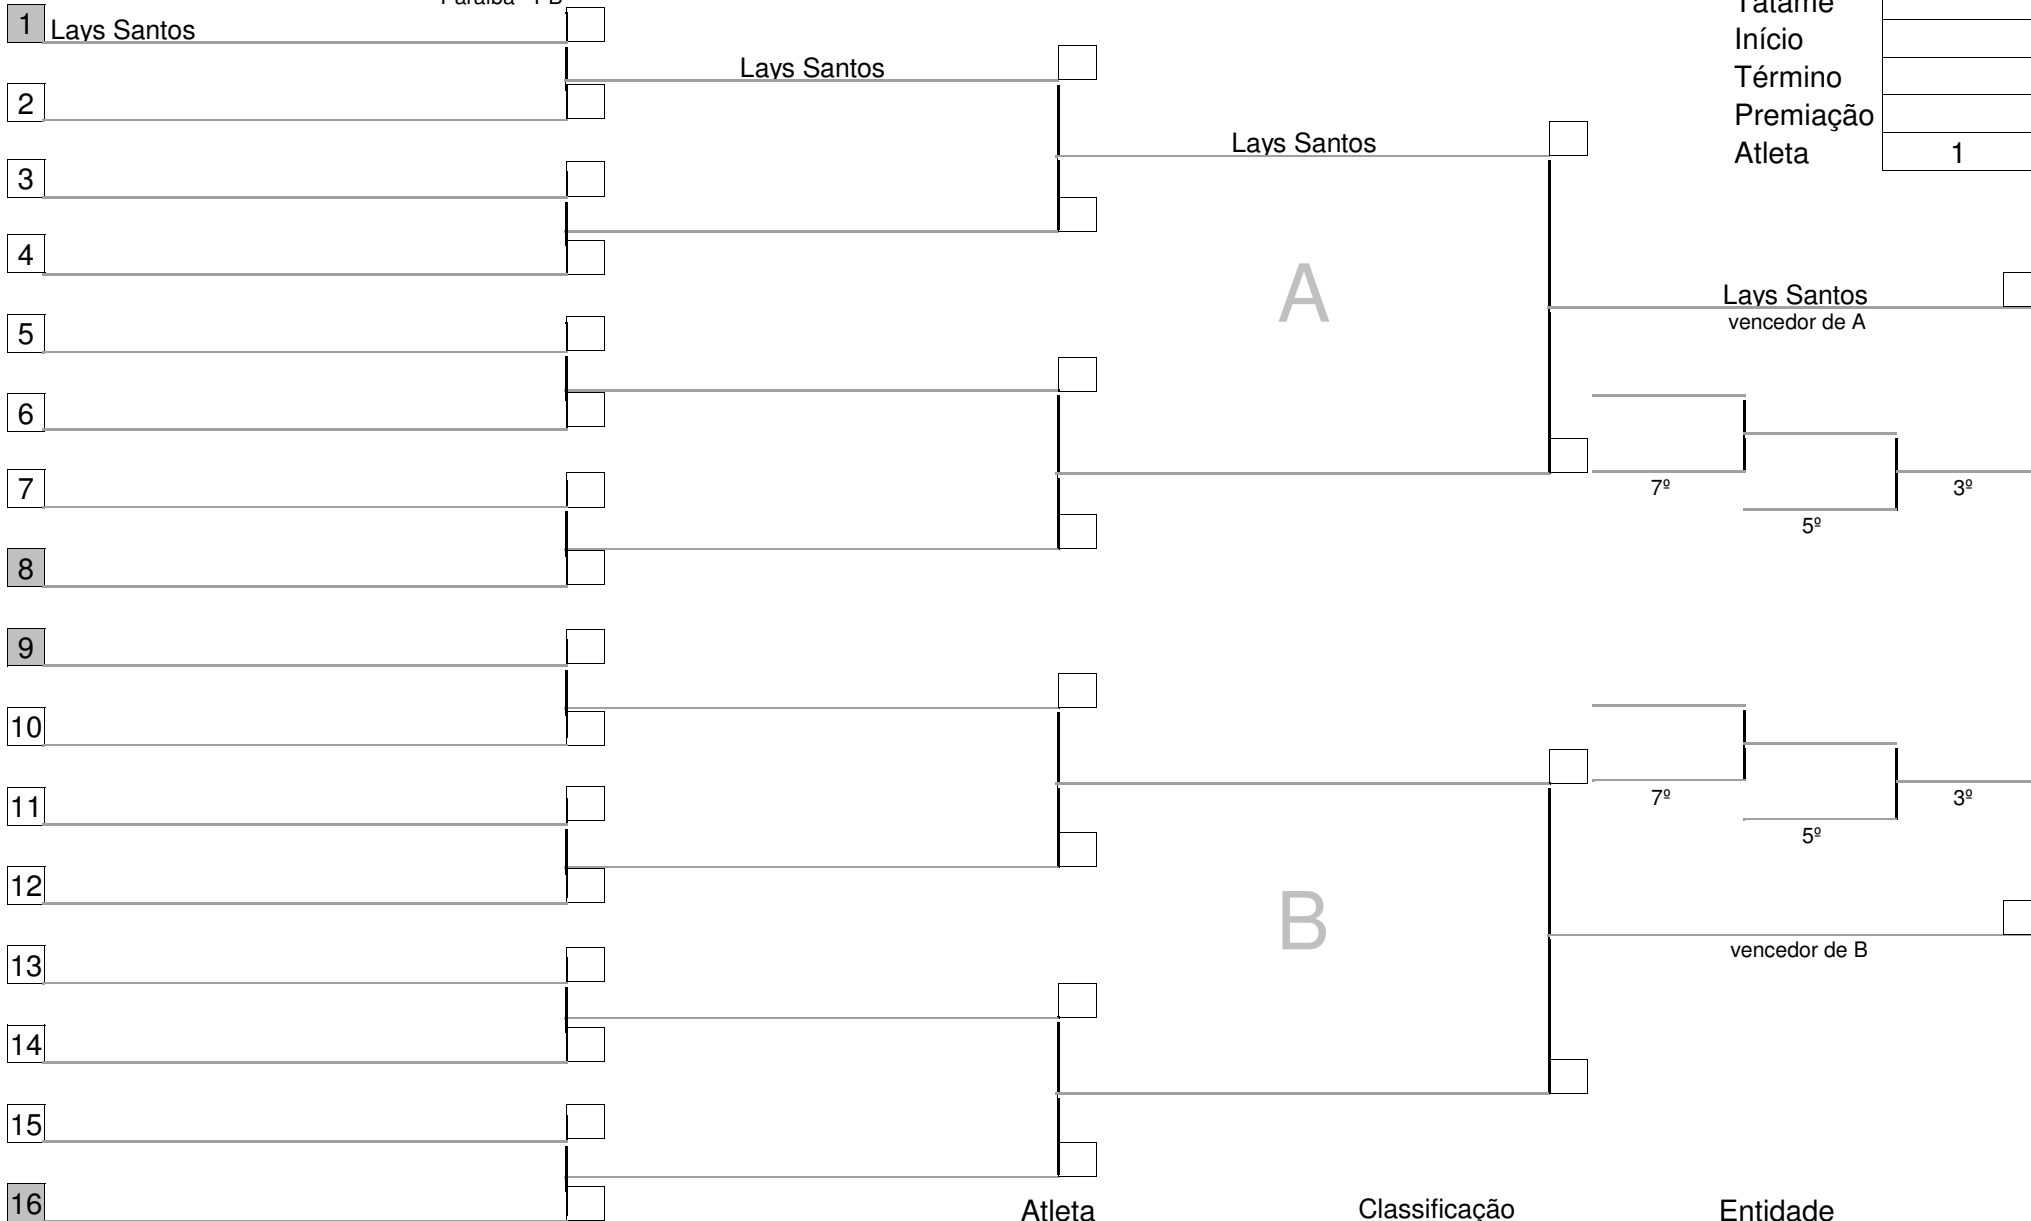 Paraíba - PB
1 Lays Santos
Tatame
Início
Lays Santos
Término
2
Premiação
Lays Santos
Atleta 1
3
4
A
Lays Santos
vencedor de A
5
6
7
7º
3º
5º
8
9
10
11
7º
3º
5º
12
B
vencedor de B
13
14
15
16
Atleta Classificação Entidade